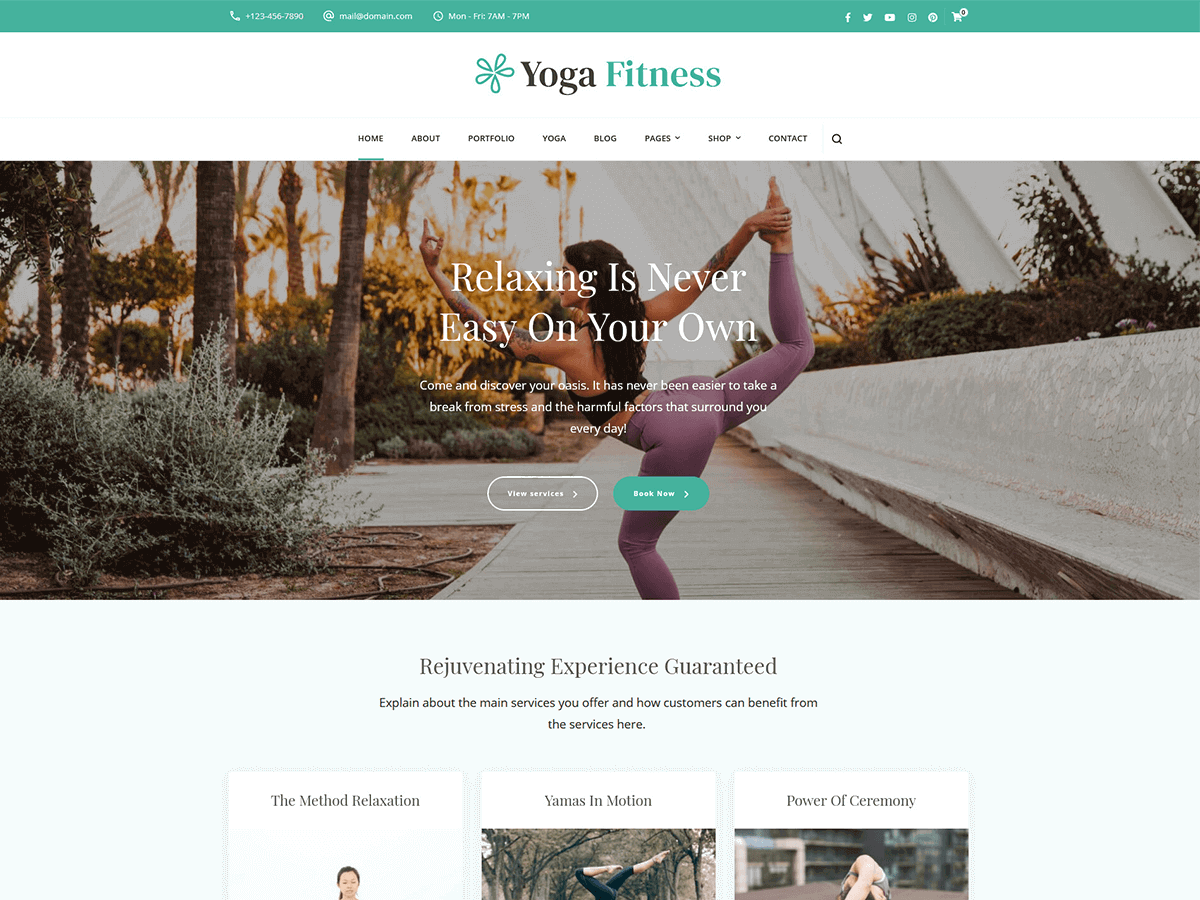 +123-456-7890 mail@domain.com Mon - Fri: 7AM - 7PM 0
Yoga Fitness
HOME ABOUT PORTFOLIO YOGA BLOG PAGES SHOP CONTACT
Relaxing Is Never
Easy On Your Own
Come and discover your oasis. It has never been easier to take a
break from stress and the harmful factors that surround you
every day!
View services Book Now
Rejuvenating Experience Guaranteed
Explain about the main services you offer and how customers can benefit from
the services here.
The Method Relaxation Yamas In Motion Power Of Ceremony